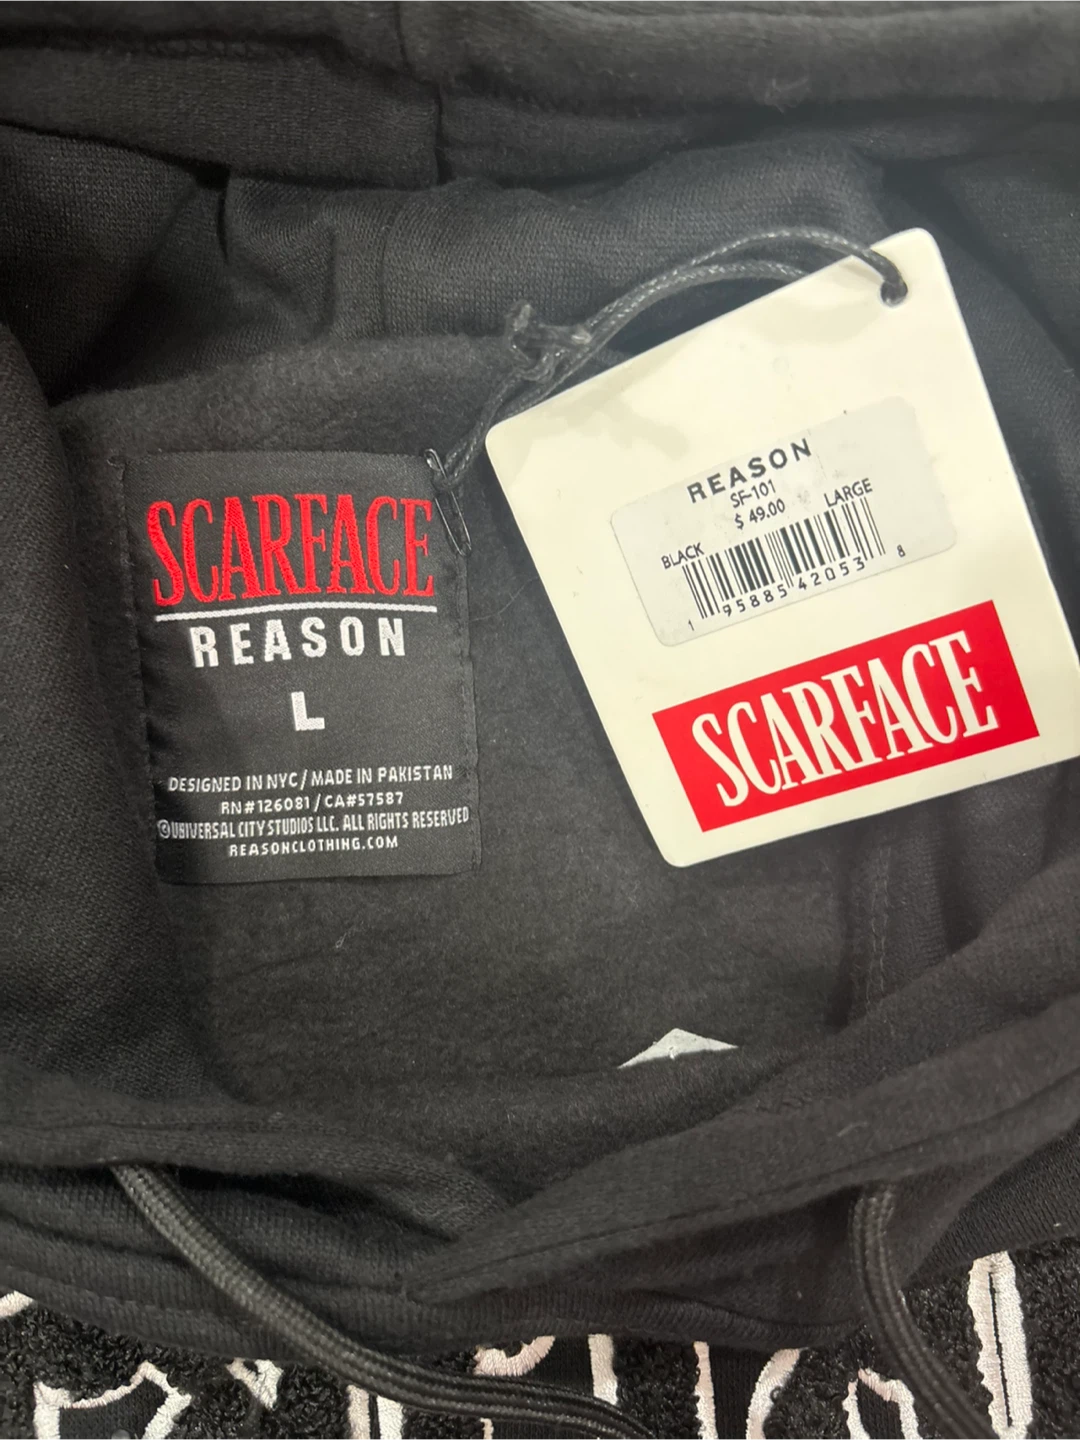 SCARFACE
REASON
L
DESIGNED IN NYC / MADE IN PAKISTAN
RN#126081 / CA#57587
©UNIVERSAL CITY STUDIOS LLC. ALL RIGHTS RESERVED
REASONCLOTHING.COM
REASON
SF-101
$ 49.00
BLACK LARGE
1 95885 42053 8
SCARFACE